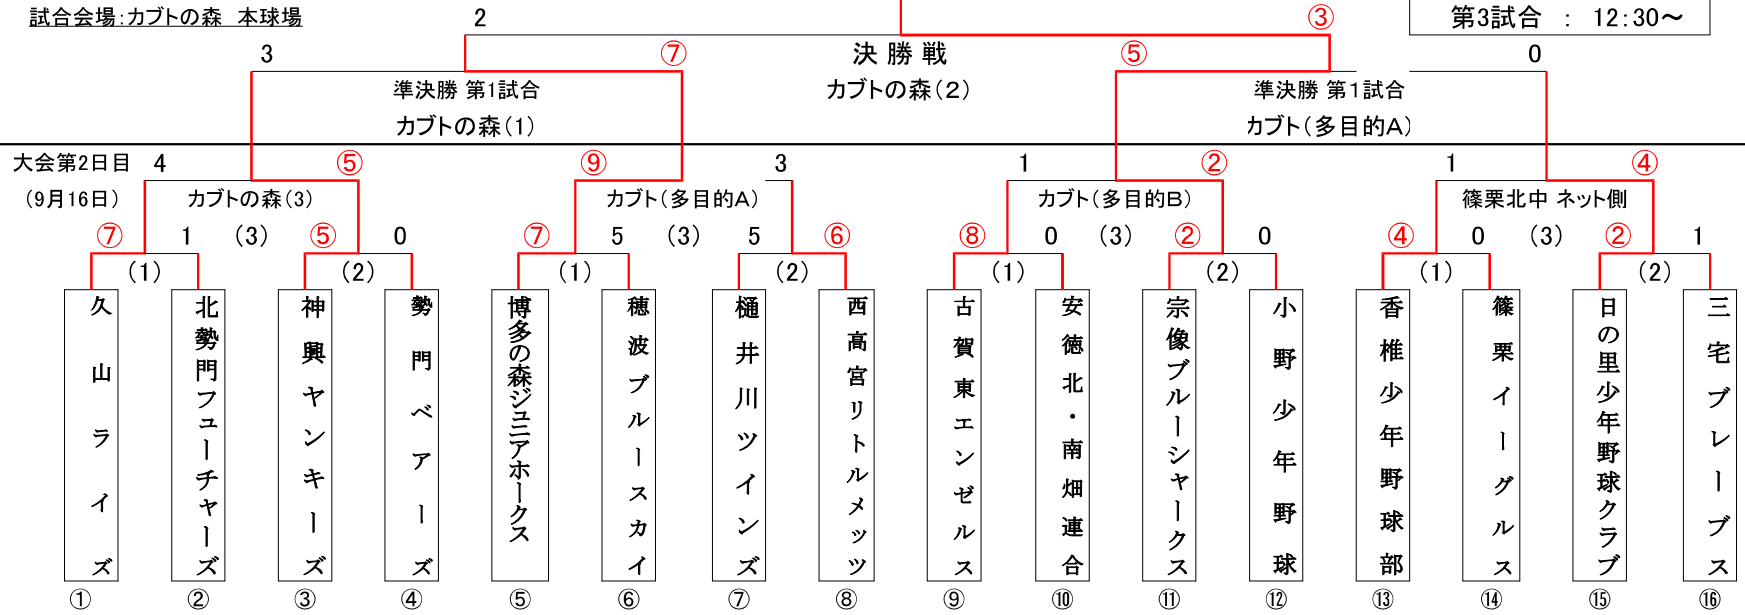 試合会場:カブトの森 本球場
2
③
第3試合 : 12:30～
3
⑦
決勝戦
⑤
0
準決勝 第1試合
カブトの森(2)
準決勝 第1試合
カブトの森(1)
カブト(多目的A)
大会第2日目
4
⑤
⑨
3
1
②
1
④
(9月16日)
カブトの森(3)
カブト(多目的A)
カブト(多目的B)
篠栗北中 ネット側
⑦
1
(3)
⑤
0
⑦
5
(3)
5
⑥
⑧
0
(3)
②
0
④
0
(3)
②
1
(1)
(2)
(1)
(2)
(1)
(2)
(1)
(2)
久山ライズ
北勢門フューチャーズ
神興ヤンキーズ
勢門ベアーズ
博多の森ジュニアホークス
穂波ブルースカイ
樋井川ツインズ
西高宮リトルメッツ
古賀東エンゼルス
安徳北・南畑連合
宗像ブルーシャークス
小野少年野球
香椎少年野球部
篠栗イーグルス
日の里少年野球クラブ
三宅ブレーブス
①
②
③
④
⑤
⑥
⑦
⑧
⑨
⑩
⑪
⑫
⑬
⑭
⑮
⑯